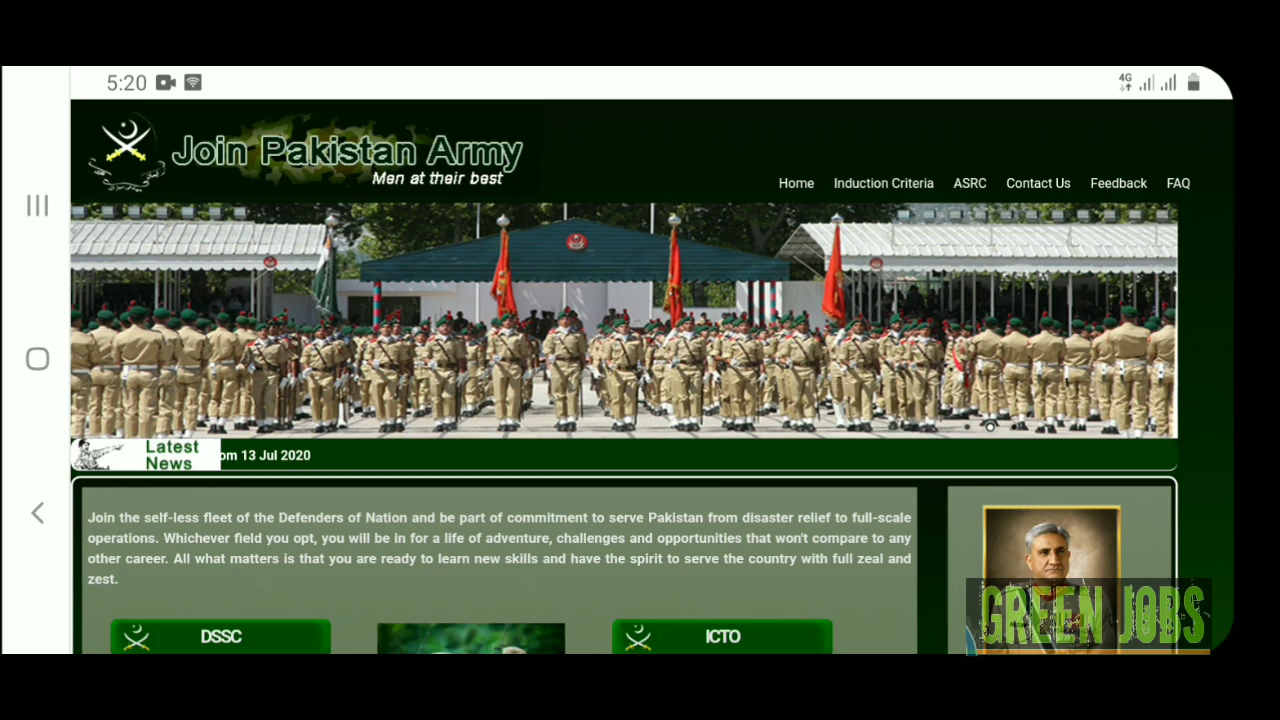 5:20
4G
Join Pakistan Army
Men at their best
Home Induction Criteria ASRC Contact Us Feedback FAQ
Latest
News
om 13 Jul 2020
Join the self-less fleet of the Defenders of Nation and be part of commitment to serve Pakistan from disaster relief to full-scale
operations. Whichever field you opt, you will be in for a life of adventure, challenges and opportunities that won't compare to any
other career. All what matters is that you are ready to learn new skills and have the spirit to serve the country with full zeal and
zest.
DSSC
ICTO
GREEN JOBS